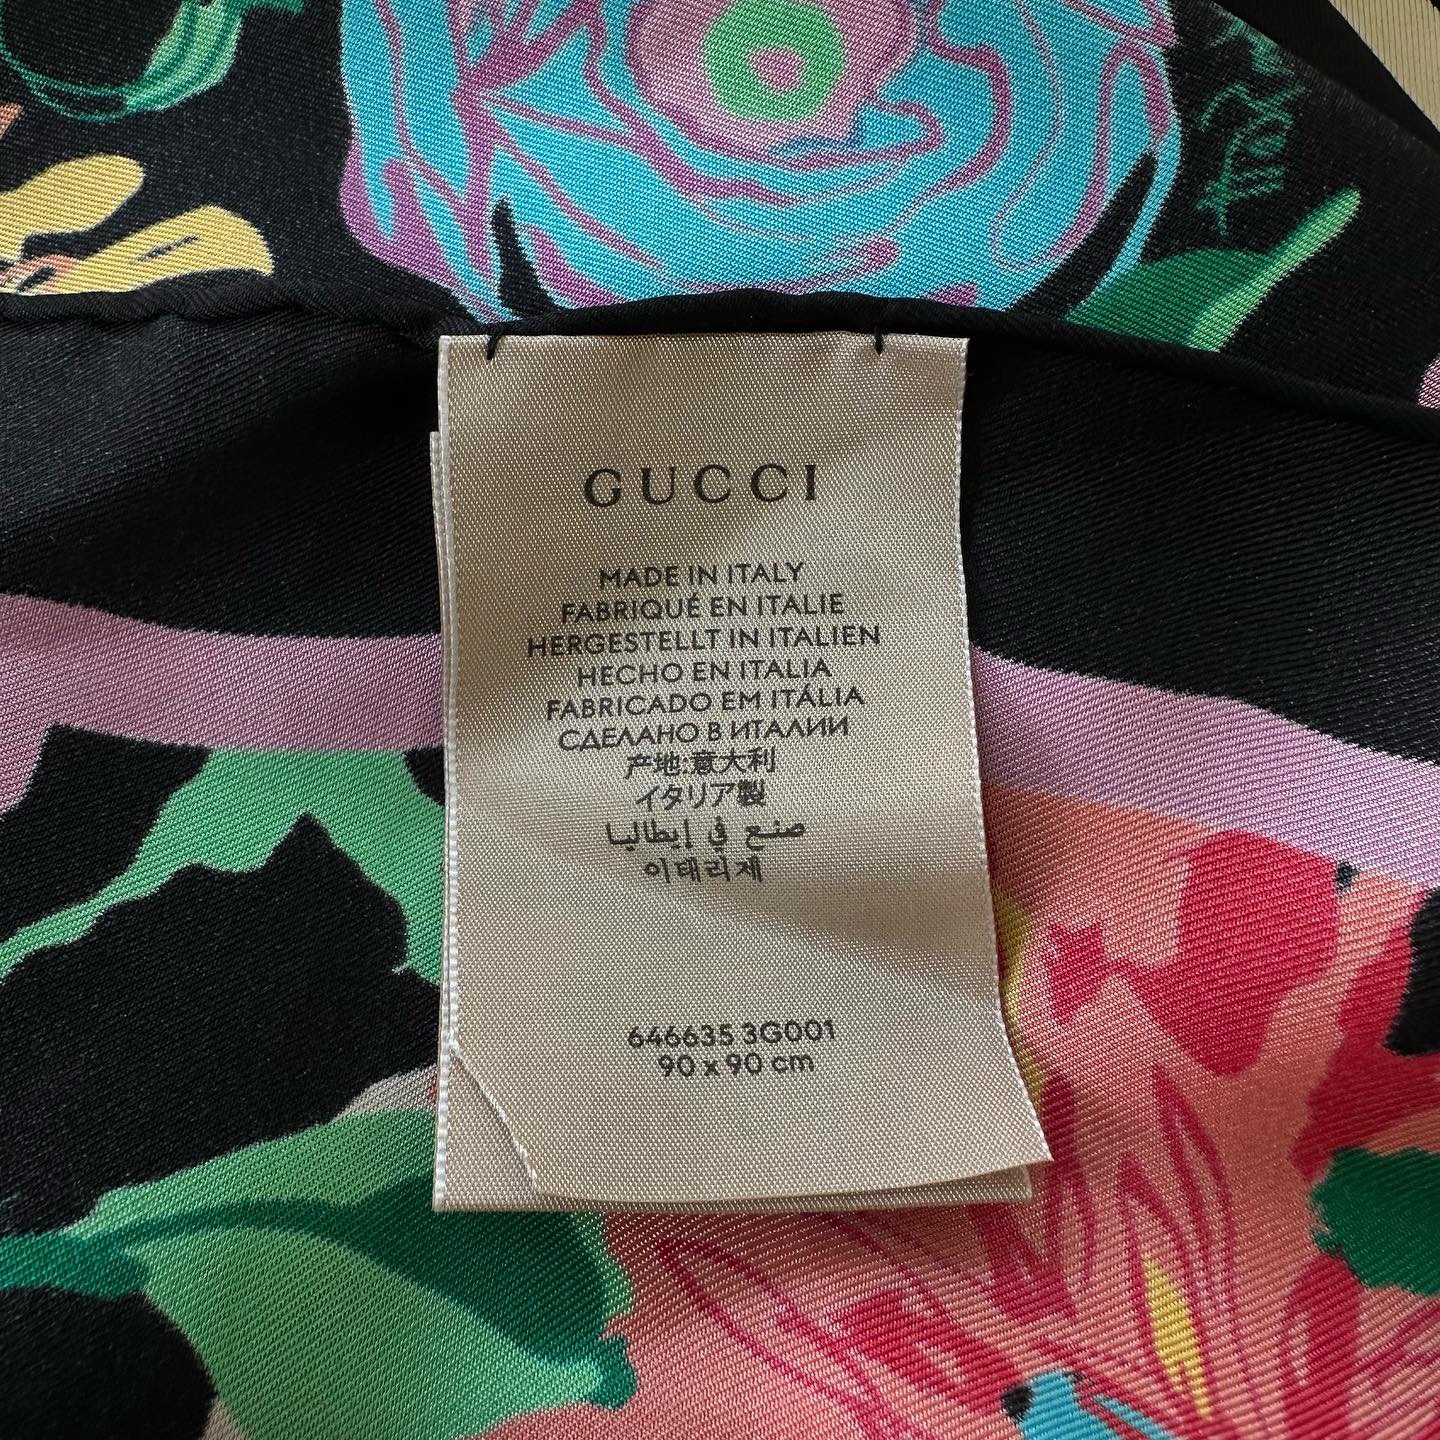 GUCCI
MADE IN ITALY
FABRIQUÉ EN ITALIE
HERGESTELLT IN ITALIEN
HECHO EN ITALIA
FABRICADO EM ITÁLIA
СДЕЛАНО В ИТАЛИИ
产地:意大利
イタリア製
صنع في إيطاليا
이태리제
646635 3G001
90 x 90 cm